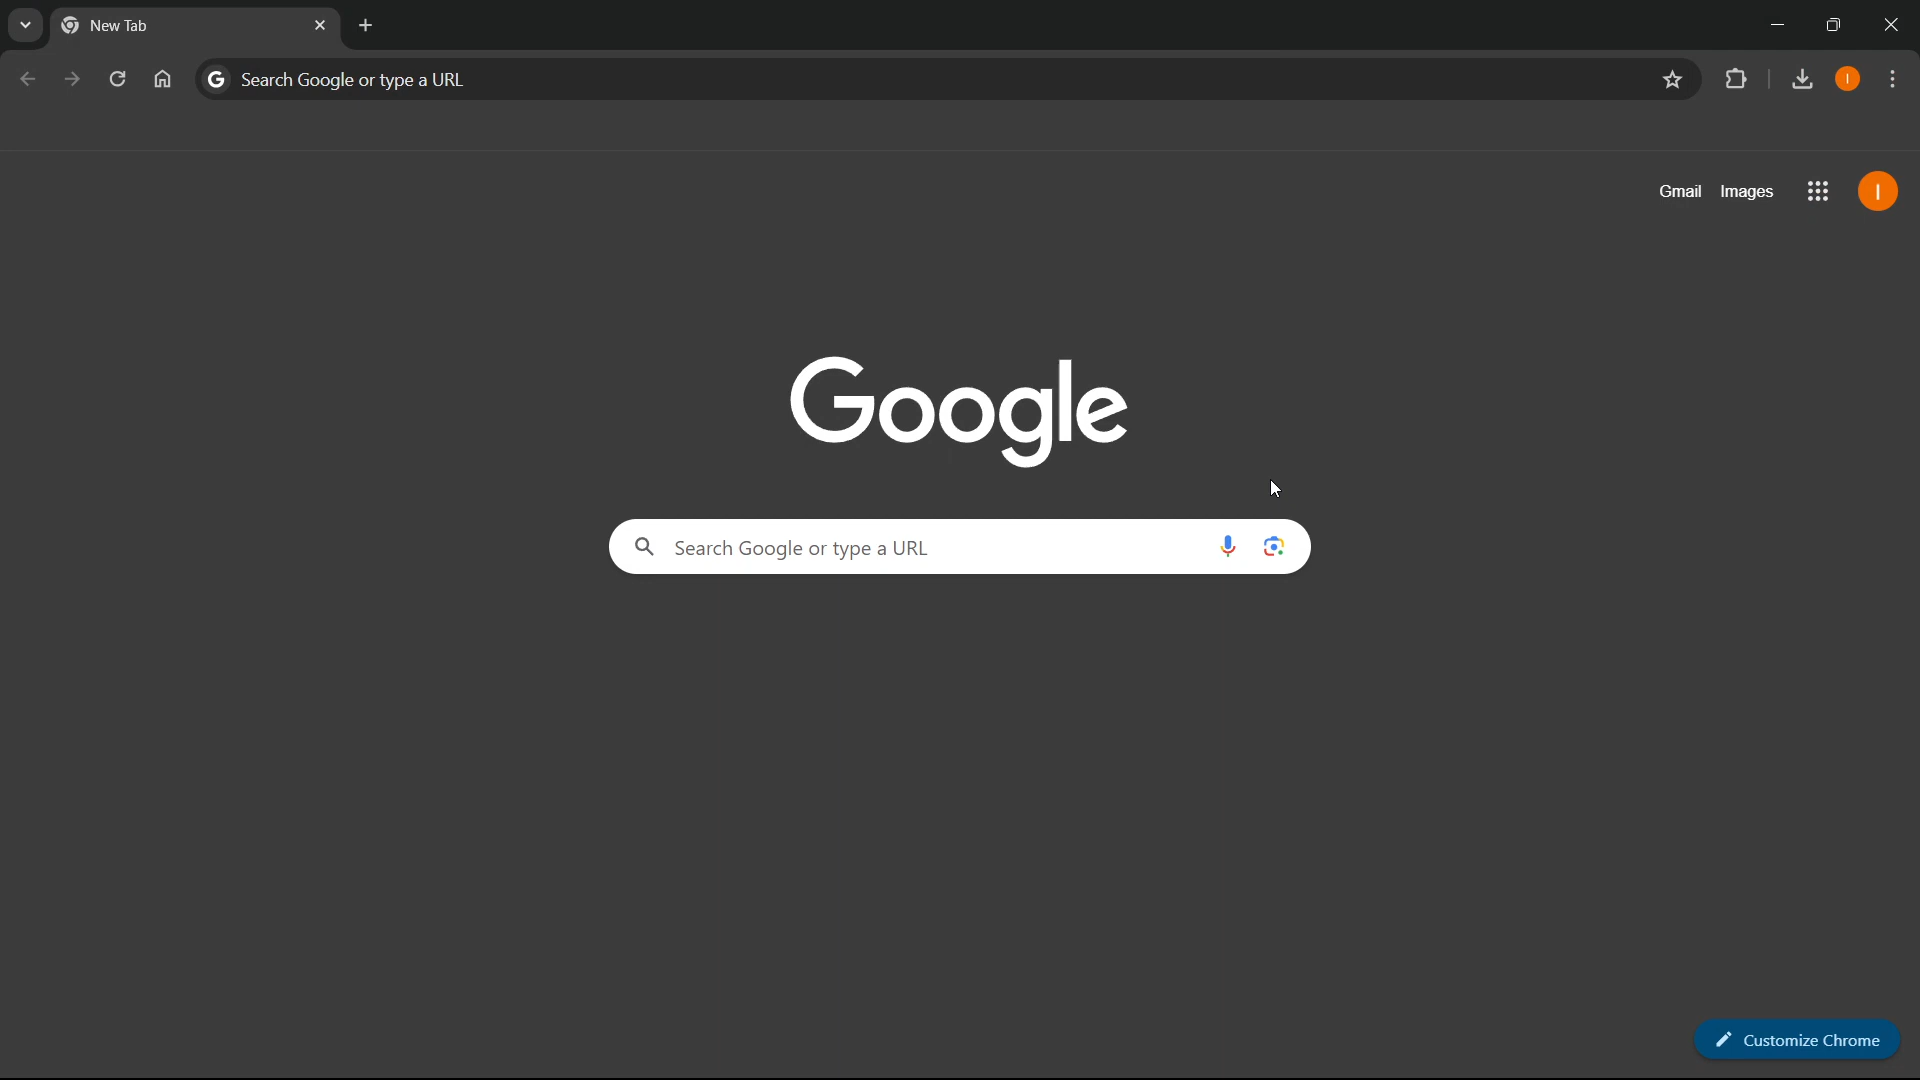 New Tab
Search Google or type a URL
Gmail Images
I
Google
Search Google or type a URL
Customize Chrome